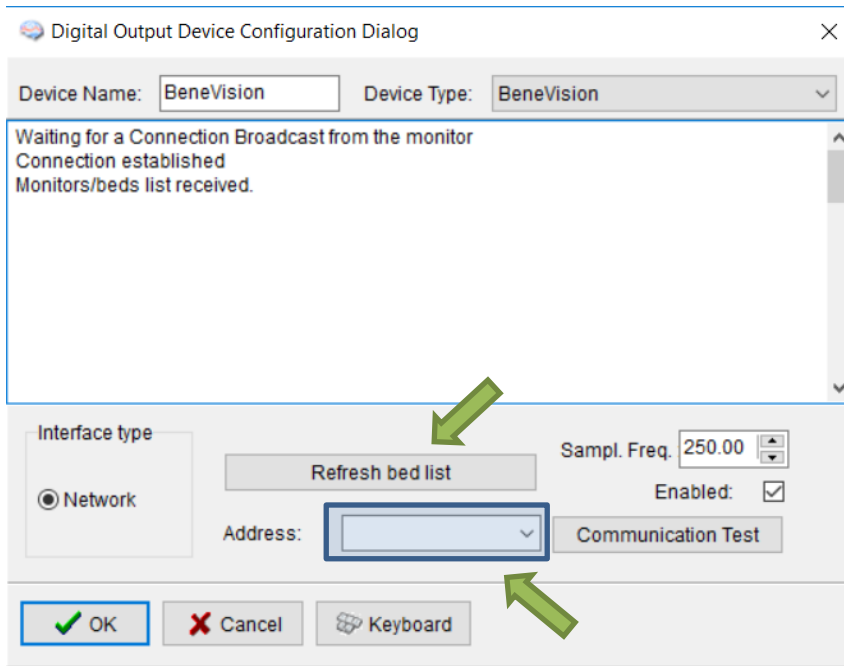 Digital Output Device Configuration Dialog
Device Name: BeneVision Device Type: BeneVision
Waiting for a Connection Broadcast from the monitor
Connection established
Monitors/beds list received.
Interface type
Sampl. Freq. 250.00
Refresh bed list
Network
Enabled:
Address:
Communication Test
OK Cancel Keyboard